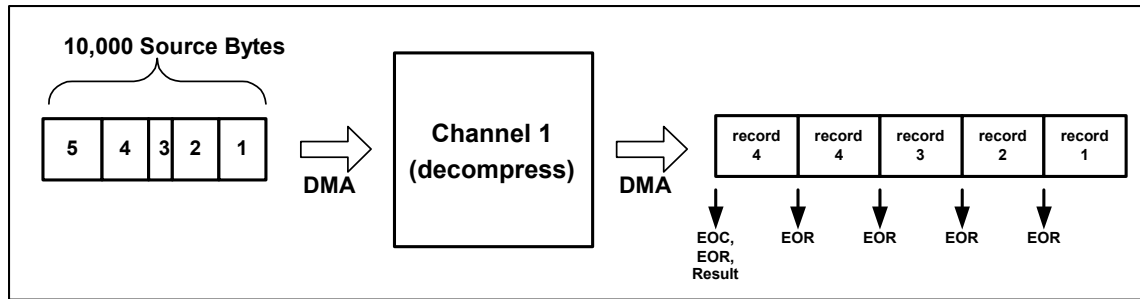 10,000 Source Bytes
5 4 3 2 1
DMA
Channel 1
(decompress)
DMA
record 4
record 4
record 3
record 2
record 1
EOC,
EOR,
Result
EOR
EOR
EOR
EOR